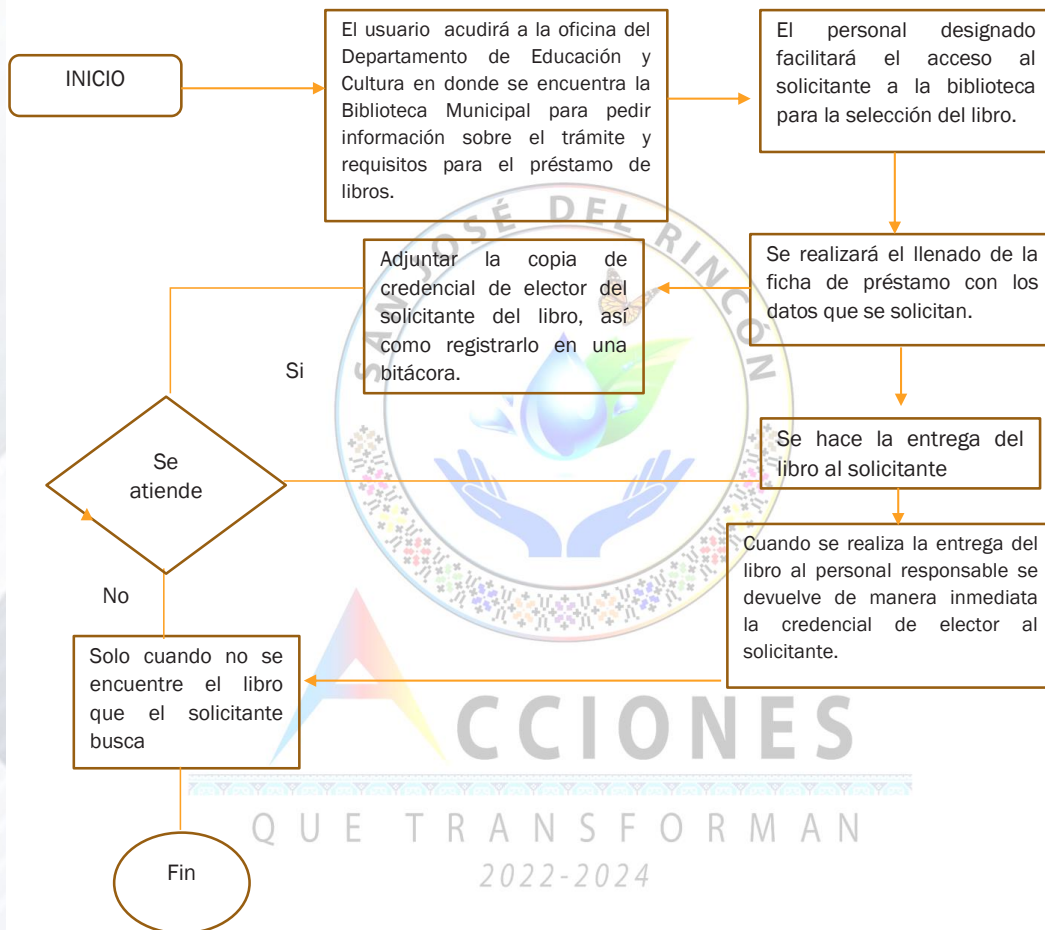 INICIO
El usuario acudirá a la oficina del
Departamento de Educación y
Cultura en donde se encuentra la
Biblioteca Municipal para pedir
información sobre el trámite y
requisitos para el préstamo de
libros.
El personal designado
facilitará el acceso al
solicitante a la biblioteca
para la selección del libro.
Se realizará el llenado de la
ficha de préstamo con los
datos que se solicitan.
Adjuntar la copia de
credencial de elector del
solicitante del libro, así
como registrarlo en una
bitácora.
SAN JOSÉ DEL RINCÓN
Si
Se
atiende
Se hace la entrega del
libro al solicitante
Cuando se realiza la entrega del
libro al personal responsable se
devuelve de manera inmediata
la credencial de elector al
solicitante.
No
Solo cuando no se
encuentre el libro
que el solicitante
busca
ACCIONES
QUE TRANSFORMAN
2022-2024
Fin